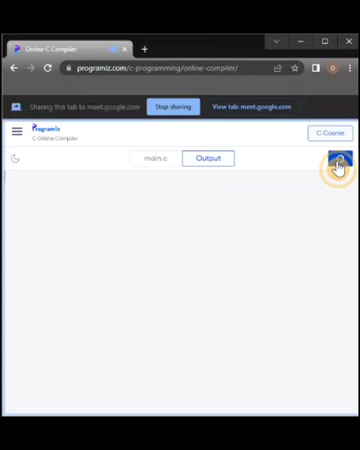 Online C Compiler
programiz.com/c-programming/online-compiler/
Sharing this tab to meet.google.com
Stop sharing
View tab: meet.google.com
Programiz
C Online Compiler
C Course
main.c
Output